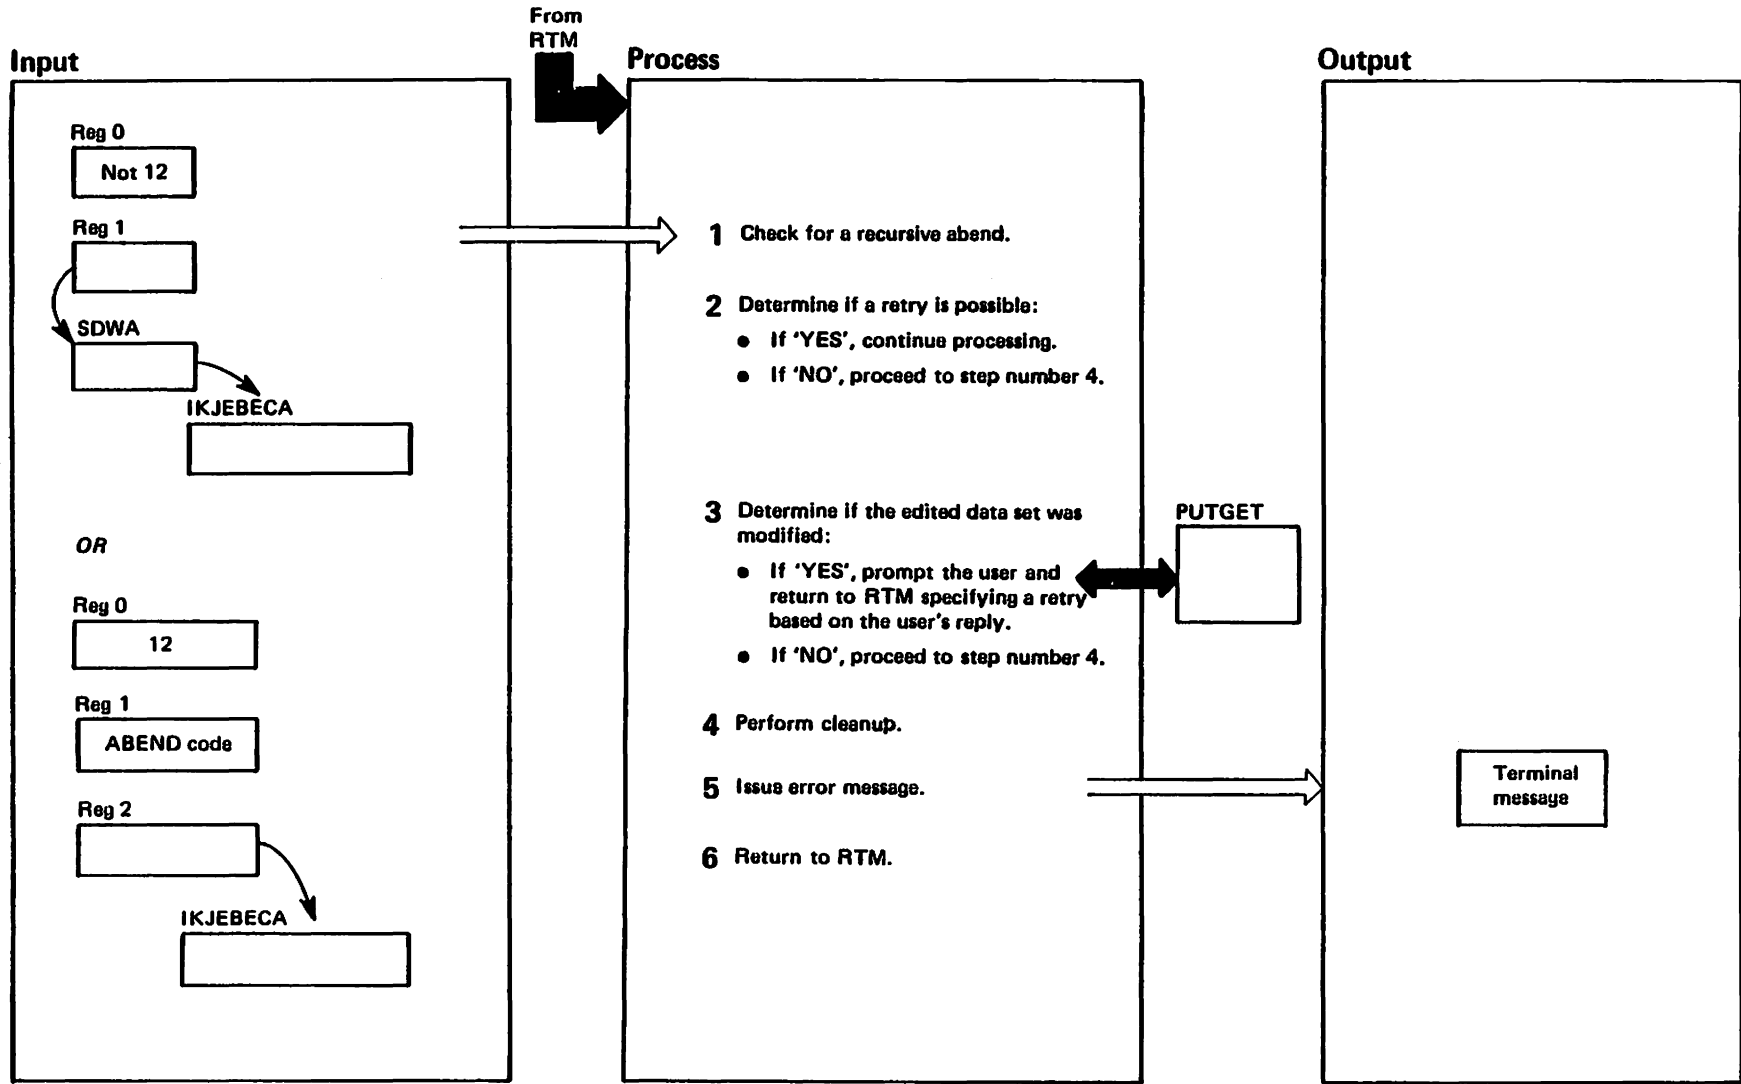 From
RTM
Input
Process
Output
Reg 0
Not 12
Reg 1
SDWA
IKJEBECA
OR
Reg 0
12
Reg 1
ABEND code
Reg 2
IKJEBECA
1 Check for a recursive abend.
2 Determine if a retry is possible:
● If 'YES', continue processing.
● If 'NO', proceed to step number 4.
3 Determine if the edited data set was
modified:
● If 'YES', prompt the user and
return to RTM specifying a retry
based on the user's reply.
● If 'NO', proceed to step number 4.
4 Perform cleanup.
5 Issue error message.
6 Return to RTM.
PUTGET
Terminal
message